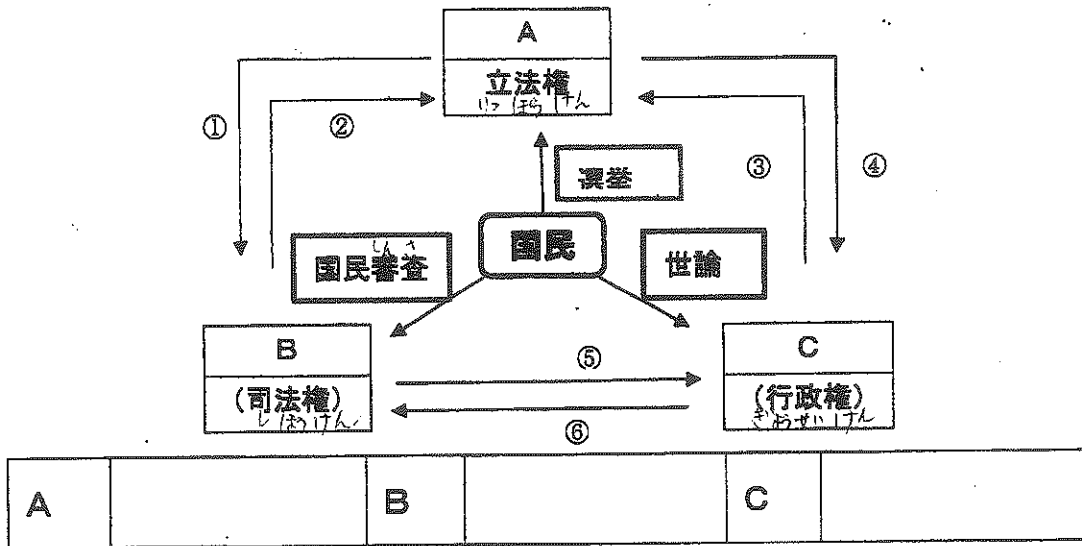 A
立法権
りっぽうけん
①
②
③
④
選挙
国民
しんさ
国民審査
世論
B
(司法権)
しほうけん
⑤
⑥
C
(行政権)
ぎょうせいけん
A
B
C